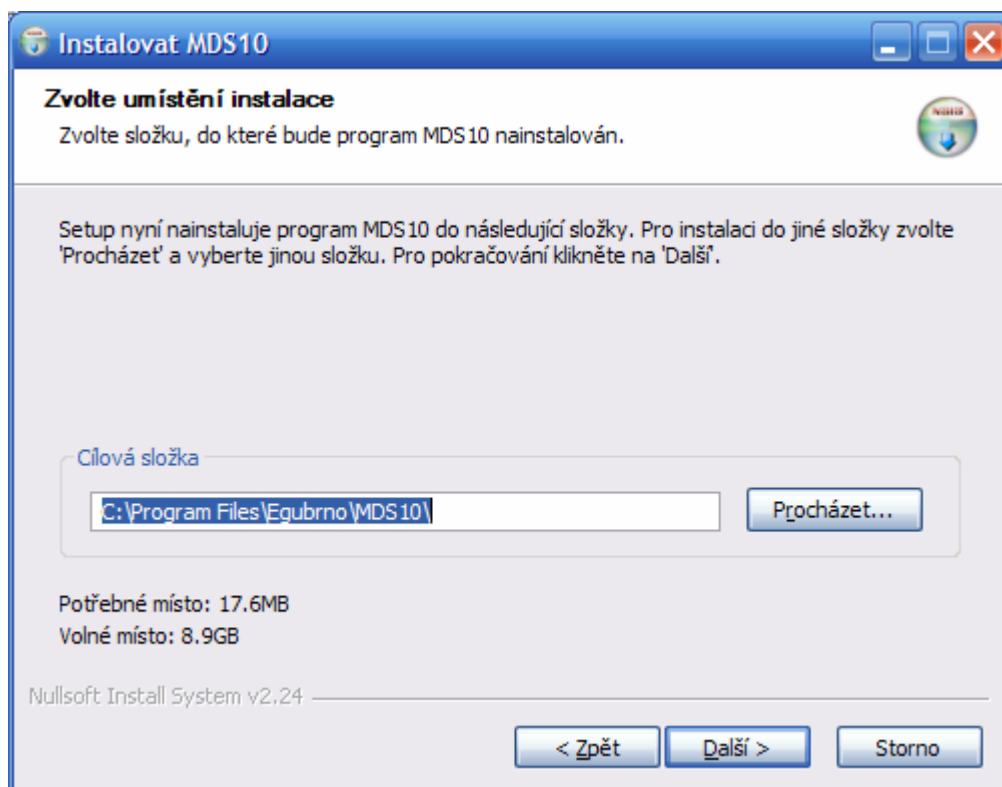 Instalovat MDS10
Zvolte umístění instalace
Zvolte složku, do které bude program MDS10 nainstalován.
Setup nyní nainstaluje program MDS10 do následující složky. Pro instalaci do jiné složky zvolte
'Procházet' a vyberte jinou složku. Pro pokračování klikněte na 'Další'.
Cílová složka
C:\Program Files\Egubrno\MDS10\
Procházet...
Potřebné místo: 17.6MB
Volné místo: 8.9GB
Nullsoft Install System v2.24
< Zpět
Další >
Storno